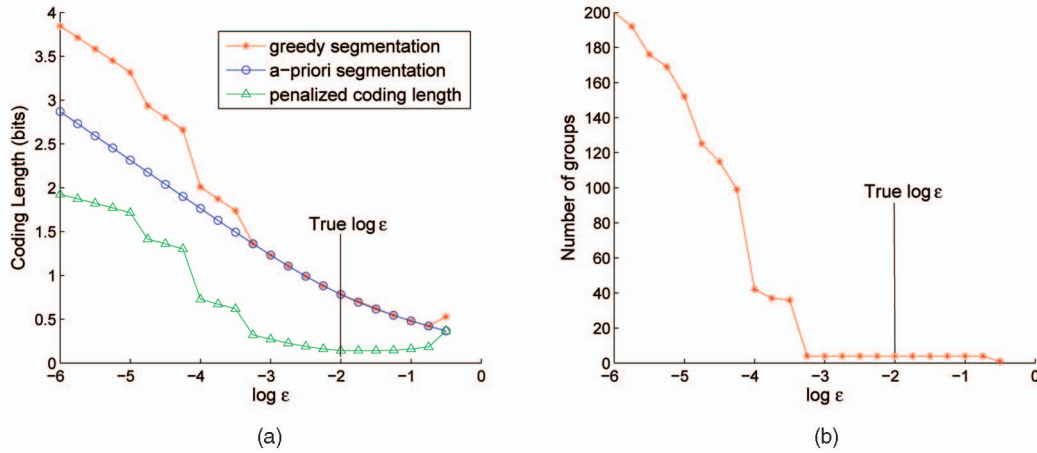 4
3.5
3
2.5
2
1.5
1
0.5
0
Coding Length (bits)
greedy segmentation
a-priori segmentation
penalized coding length
True log ε
−6 −5 −4 −3 −2 −1 0
log ε
(a)
200
180
160
140
120
100
80
60
40
20
0
Number of groups
True log ε
−6 −5 −4 −3 −2 −1 0
log ε
(b)